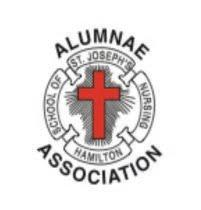 ALUMNAE
ST. JOSEPH'S
SCHOOL OF
NURSING
HAMILTON
ASSOCIATION